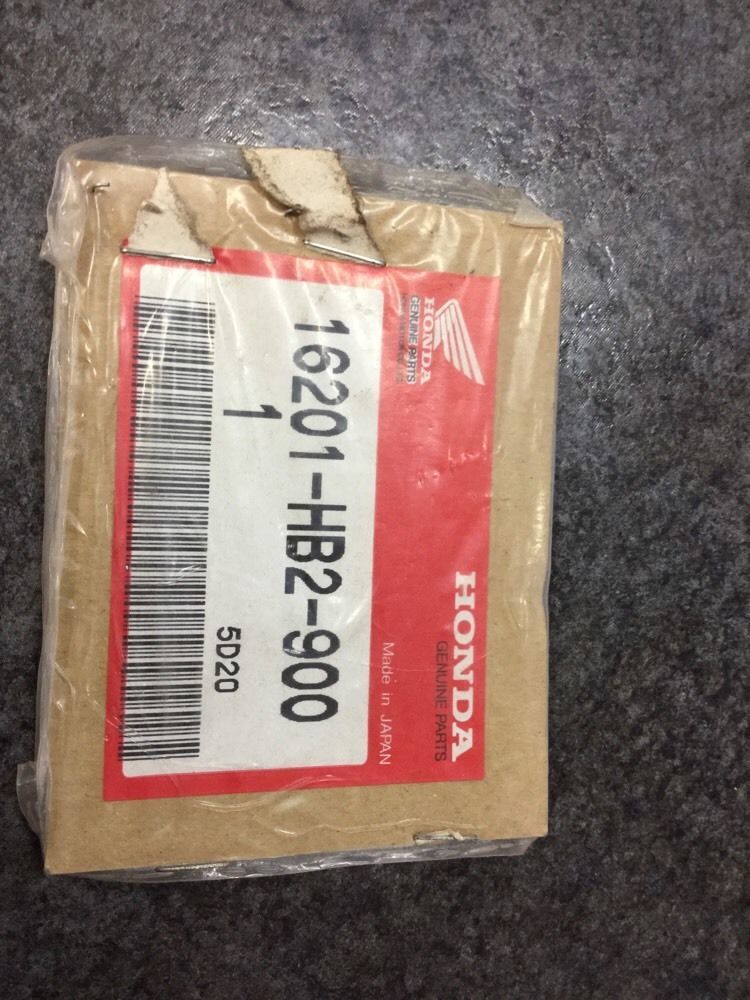 HONDA
GENUINE PARTS
HONDA
GENUINE PARTS
Made in JAPAN
16201-HB2-900
1
5D20